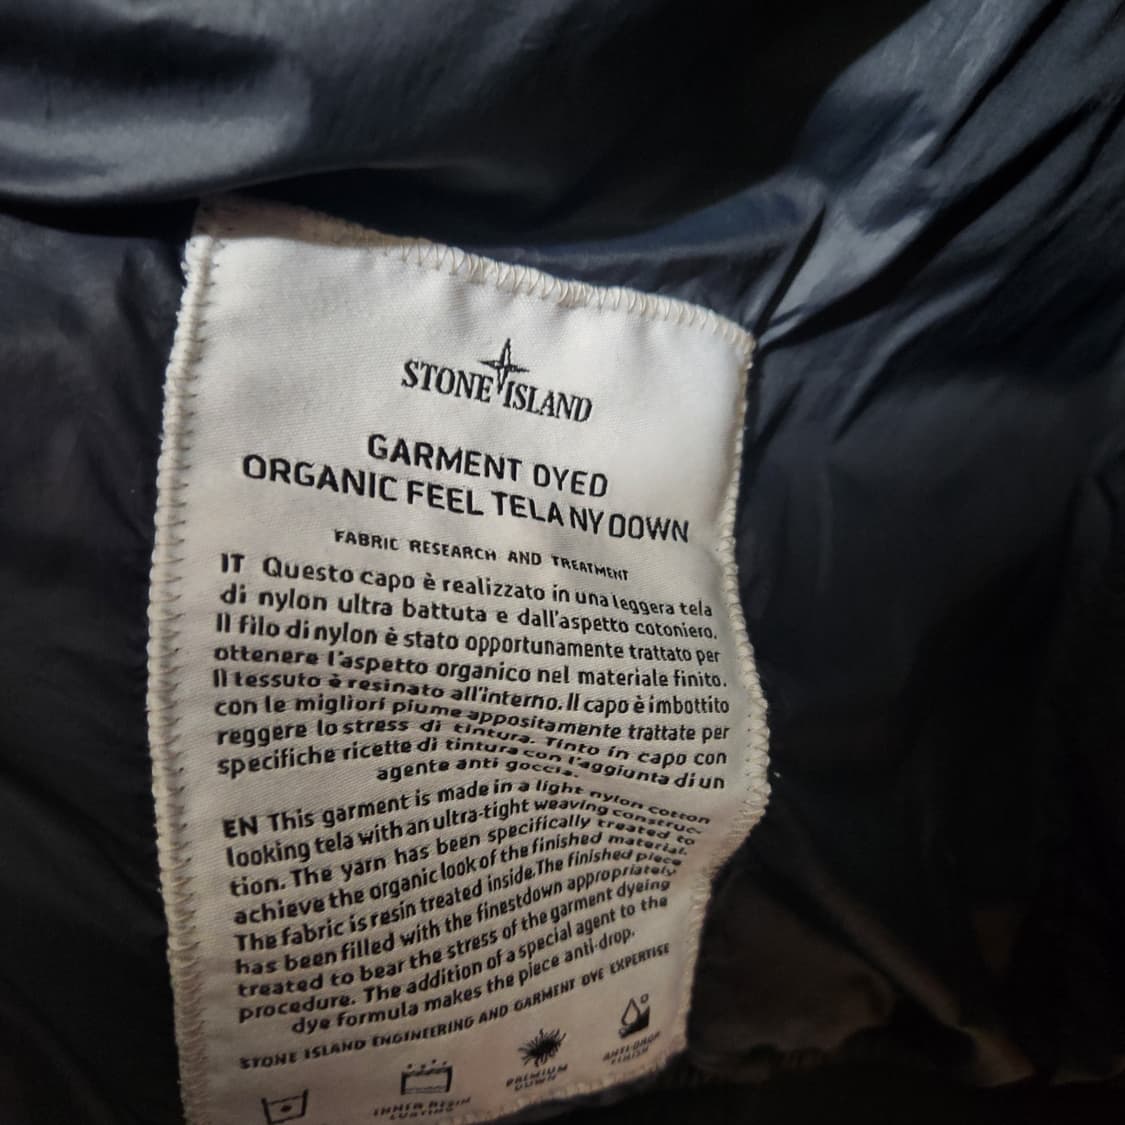 STONE ISLAND
GARMENT DYED
ORGANIC FEEL TELA NY DOWN
FABRIC RESEARCH AND TREATMENT
IT Questo capo è realizzato in una leggera tela
di nylon ultra battuta e dall'aspetto cotoniero.
Il filo di nylon è stato opportunamente trattato per
ottenere l'aspetto organico nel materiale finito.
Il tessuto è resinato all'interno. Il capo è imbottito
con le migliori piume appositamente trattate per
reggere lo stress di tintura. Tinto in capo con
specifiche ricette di tintura con l'aggiunta di un
agente anti goccia.
EN This garment is made in a light nylon cotton
looking tela with an ultra-tight weaving construc-
tion. The yarn has been specifically treated to
achieve the organic look of the finished material.
The fabric is resin treated inside.The finished piece
has been filled with the finestdown appropriately
treated to bear the stress of the garment dyeing
procedure. The addition of a special agent to the
dye formula makes the piece anti-drop.
STONE ISLAND ENGINEERING AND GARMENT DYE EXPERTISE
INNER RESIN COATING
PREMIUM DOWN
ANTI-DROP FINISH